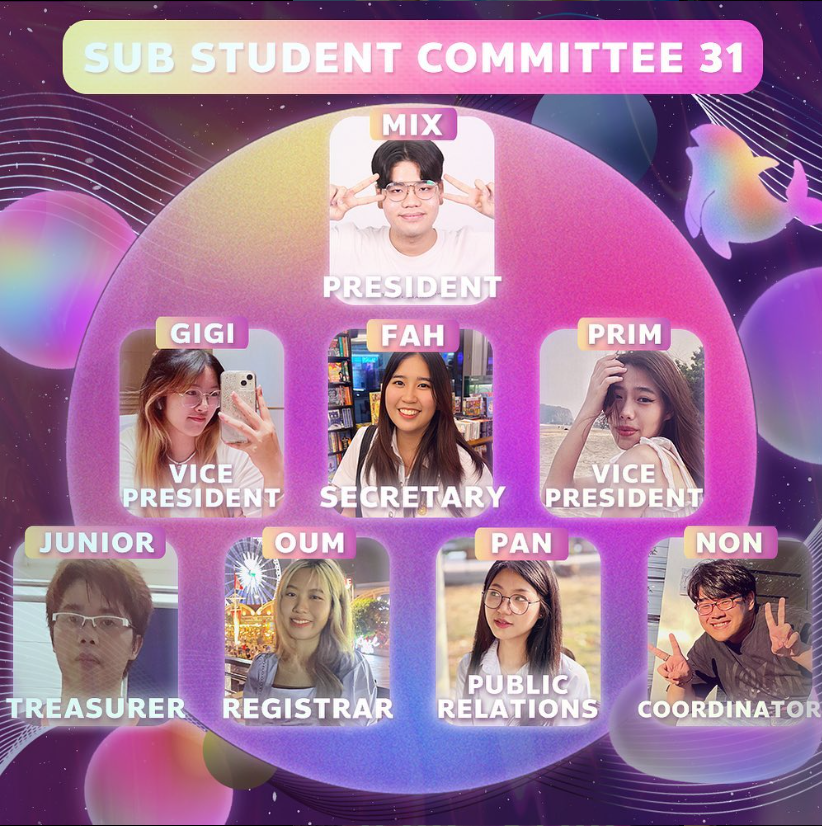 SUB STUDENT COMMITTEE 31
MIX
PRESIDENT
GIGI
VICE
PRESIDENT
FAH
SECRETARY
PRIM
VICE
PRESIDENT
JUNIOR
TREASURER
OUM
REGISTRAR
PAN
PUBLIC
RELATIONS
NON
COORDINATOR